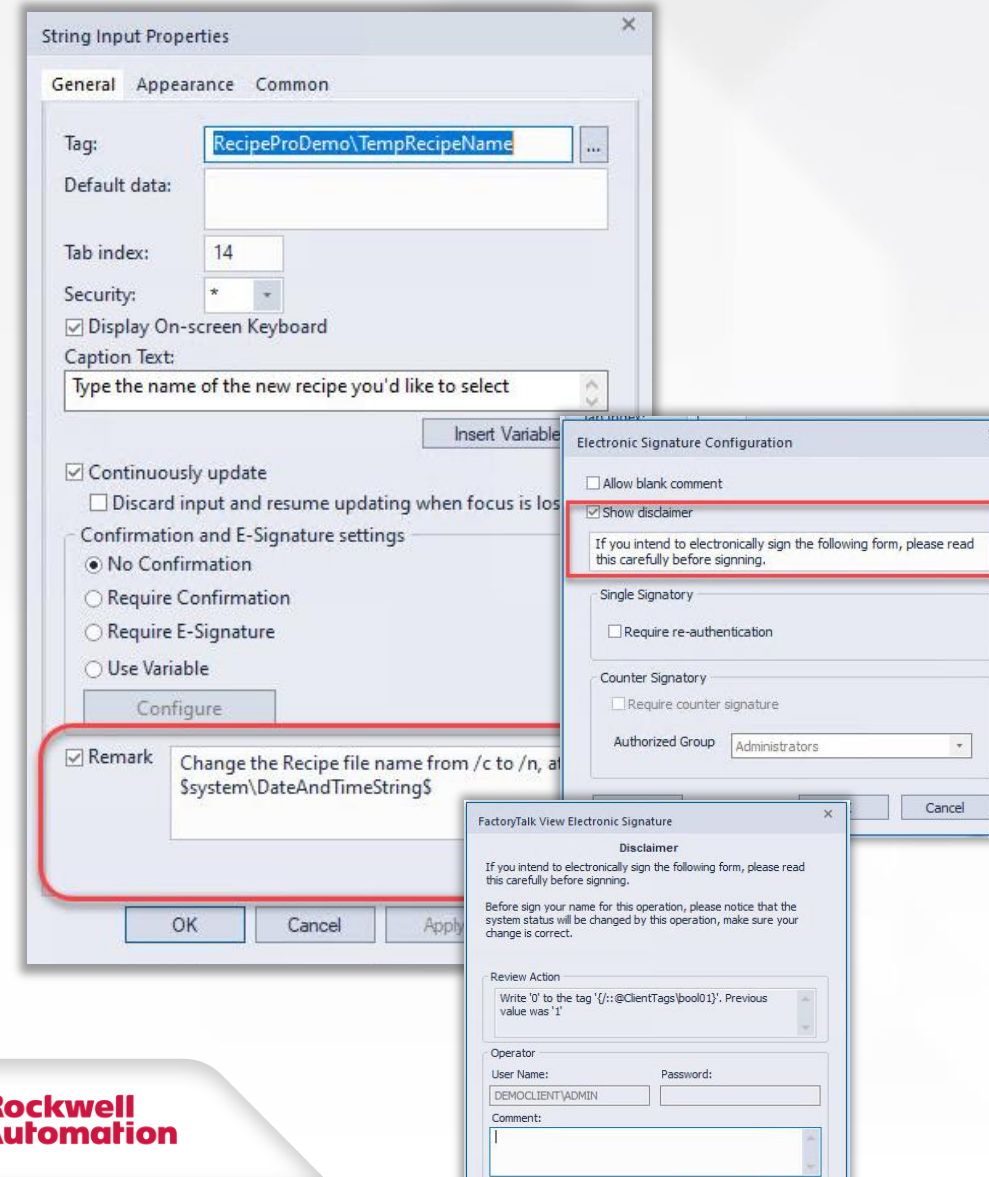 String Input Properties
General Appearance Common
Tag: RecipeProDemo\TempRecipeName ...
Default data:
Tab index: 14
Security: *
Display On-screen Keyboard
Caption Text:
Type the name of the new recipe you'd like to select
Insert Variable
Continuously update
Discard input and resume updating when focus is los
Confirmation and E-Signature settings
No Confirmation
Require Confirmation
Require E-Signature
Use Variable
Configure
Remark
Change the Recipe file name from /c to /n, at
$system\DateAndTimeString$
OK Cancel Apply
Electronic Signature Configuration
Allow blank comment
Show disclaimer
If you intend to electronically sign the following form, please read
this carefully before signning.
Single Signatory
Require re-authentication
Counter Signatory
Require counter signature
Authorized Group Administrators
Cancel
FactoryTalk View Electronic Signature
Disclaimer
If you intend to electronically sign the following form, please read
this carefully before signning.
Before sign your name for this operation, please notice that the
system status will be changed by this operation, make sure your
change is correct.
Review Action
Write '0' to the tag '{/::@ClientTags\bool01}'. Previous
value was '1'
Operator
User Name: Password:
DEMOCLIENT\ADMIN
Comment:
Rockwell
Automation